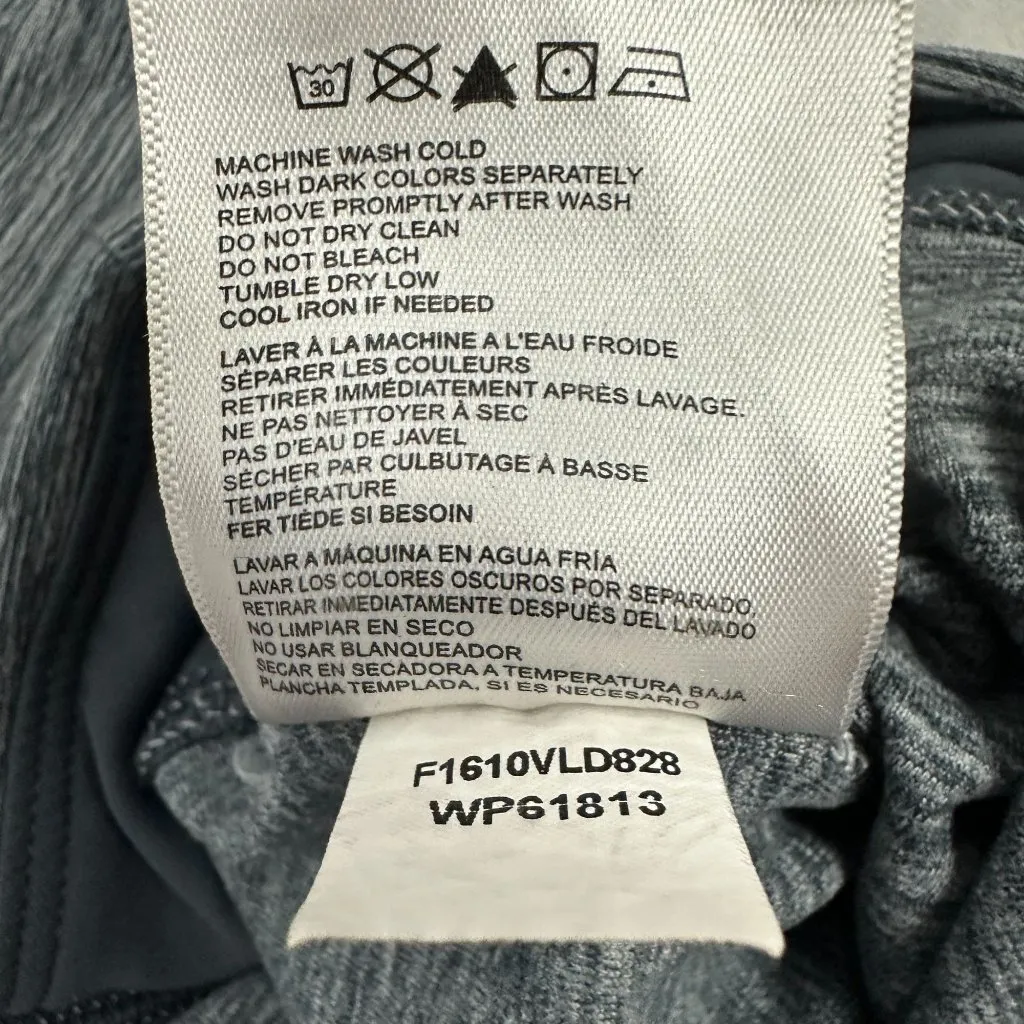 30
MACHINE WASH COLD
WASH DARK COLORS SEPARATELY
REMOVE PROMPTLY AFTER WASH
DO NOT DRY CLEAN
DO NOT BLEACH
TUMBLE DRY LOW
COOL IRON IF NEEDED
LAVER À LA MACHINE A L'EAU FROIDE
SÉPARER LES COULEURS
RETIRER IMMÉDIATEMENT APRÈS LAVAGE.
NE PAS NETTOYER À SEC
PAS D'EAU DE JAVEL
SÉCHER PAR CULBUTAGE À BASSE
TEMPÉRATURE
FER TIÈDE SI BESOIN
LAVAR A MÁQUINA EN AGUA FRÍA
LAVAR LOS COLORES OSCUROS POR SEPARADO.
RETIRAR INMEDIATAMENTE DESPUÉS DEL LAVADO
NO LIMPIAR EN SECO
NO USAR BLANQUEADOR
SECAR EN SECADORA A TEMPERATURA BAJA
PLANCHA TEMPLADA, SI ES NECESARIO
F1610VLD828
WP61813